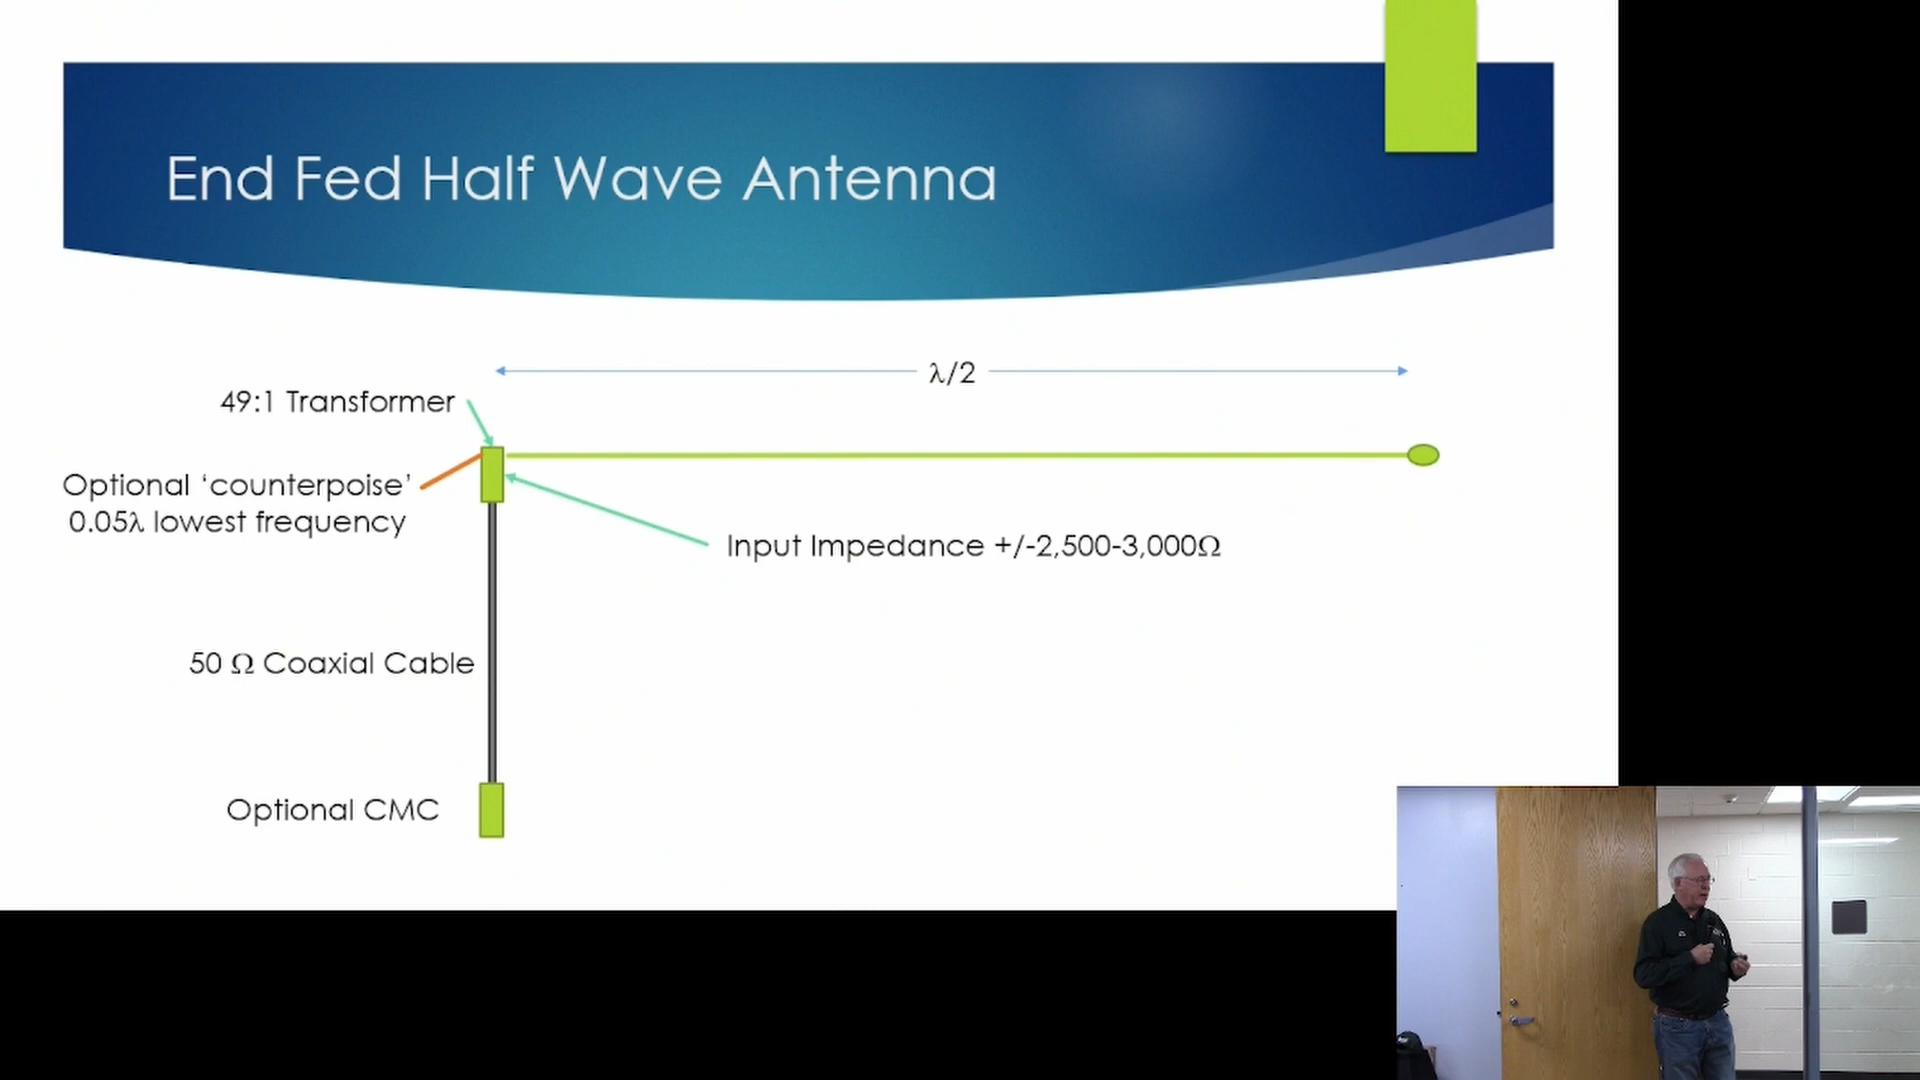 End Fed Half Wave Antenna
λ/2
49:1 Transformer
Optional ‘counterpoise’
0.05λ lowest frequency
Input Impedance +/-2,500-3,000Ω
50 Ω Coaxial Cable
Optional CMC